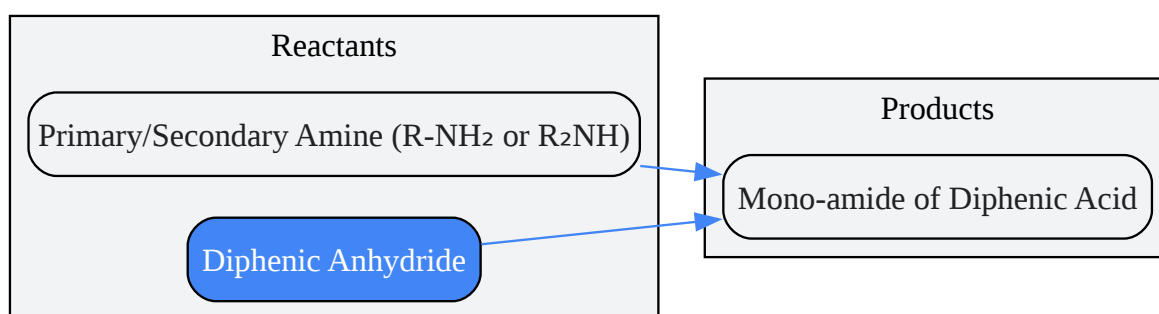 Reactants
Primary/Secondary Amine (R-NH₂ or R₂NH)
Diphenic Anhydride
Products
Mono-amide of Diphenic Acid